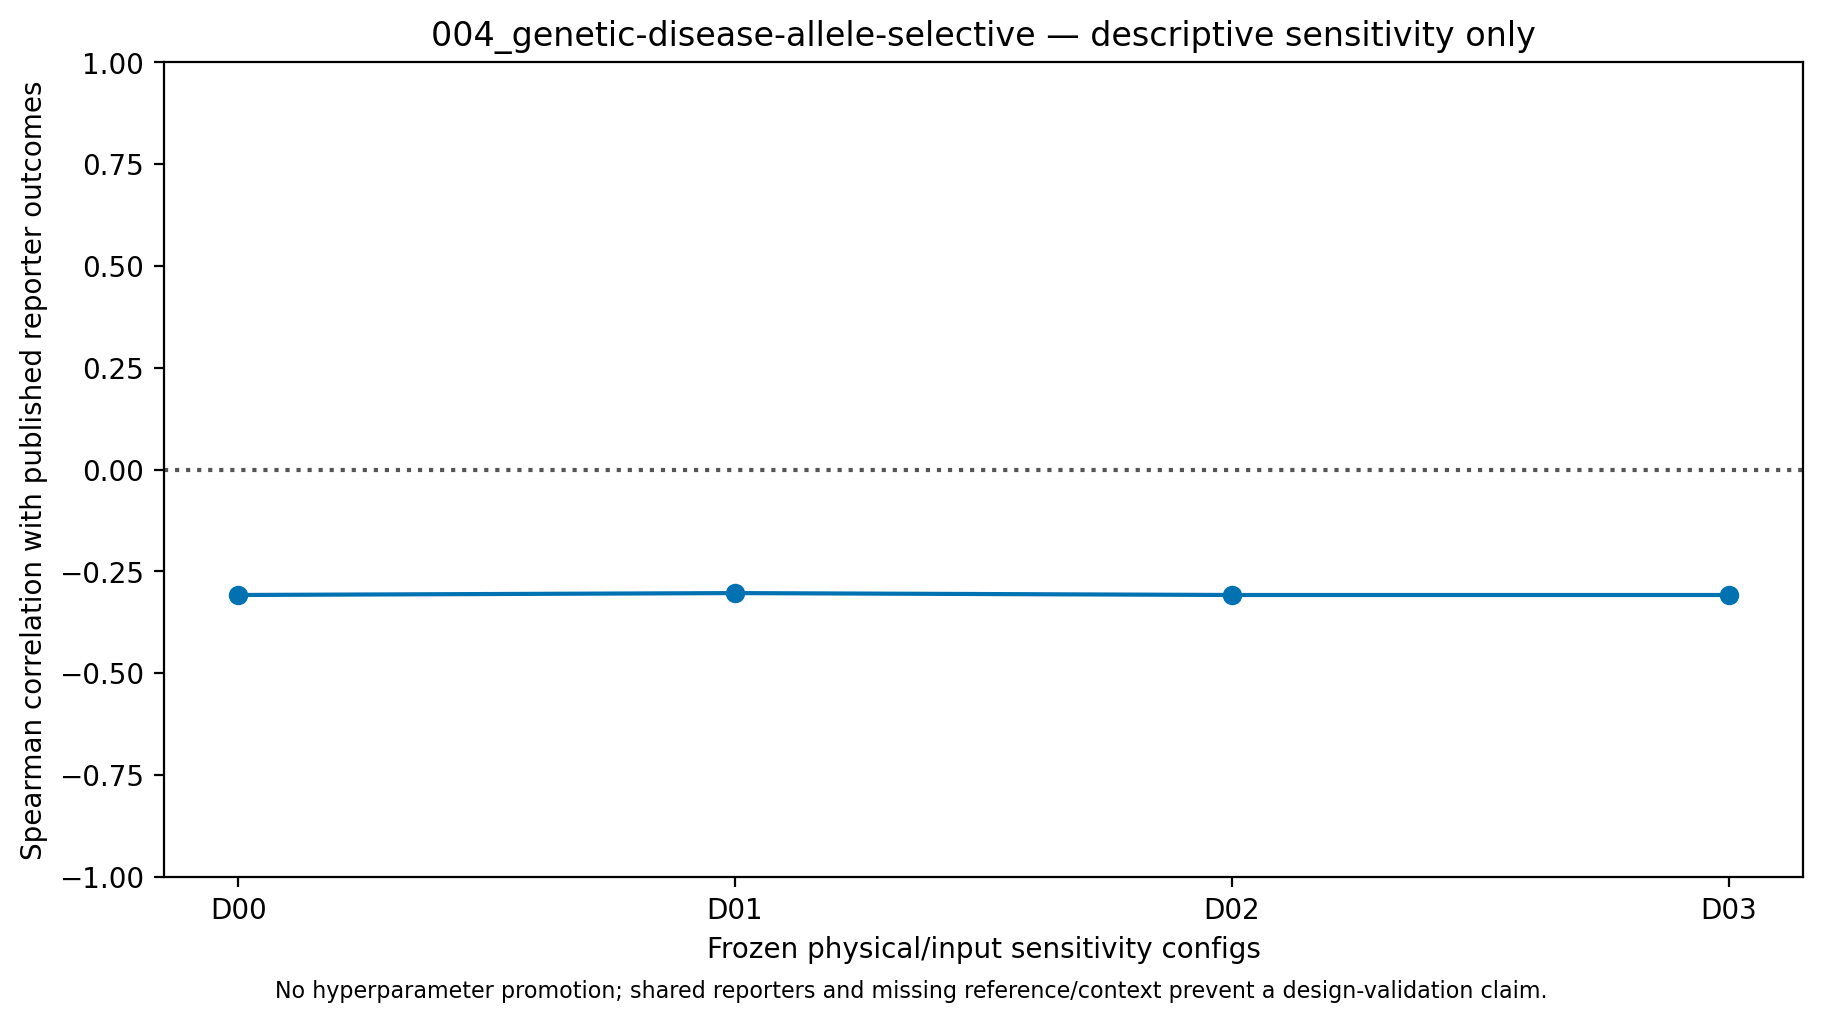 004_genetic-disease-allele-selective — descriptive sensitivity only
Spearman correlation with published reporter outcomes
1.00
0.75
0.50
0.25
0.00
−0.25
−0.50
−0.75
−1.00
D00
D01
D02
D03
Frozen physical/input sensitivity configs
No hyperparameter promotion; shared reporters and missing reference/context prevent a design-validation claim.